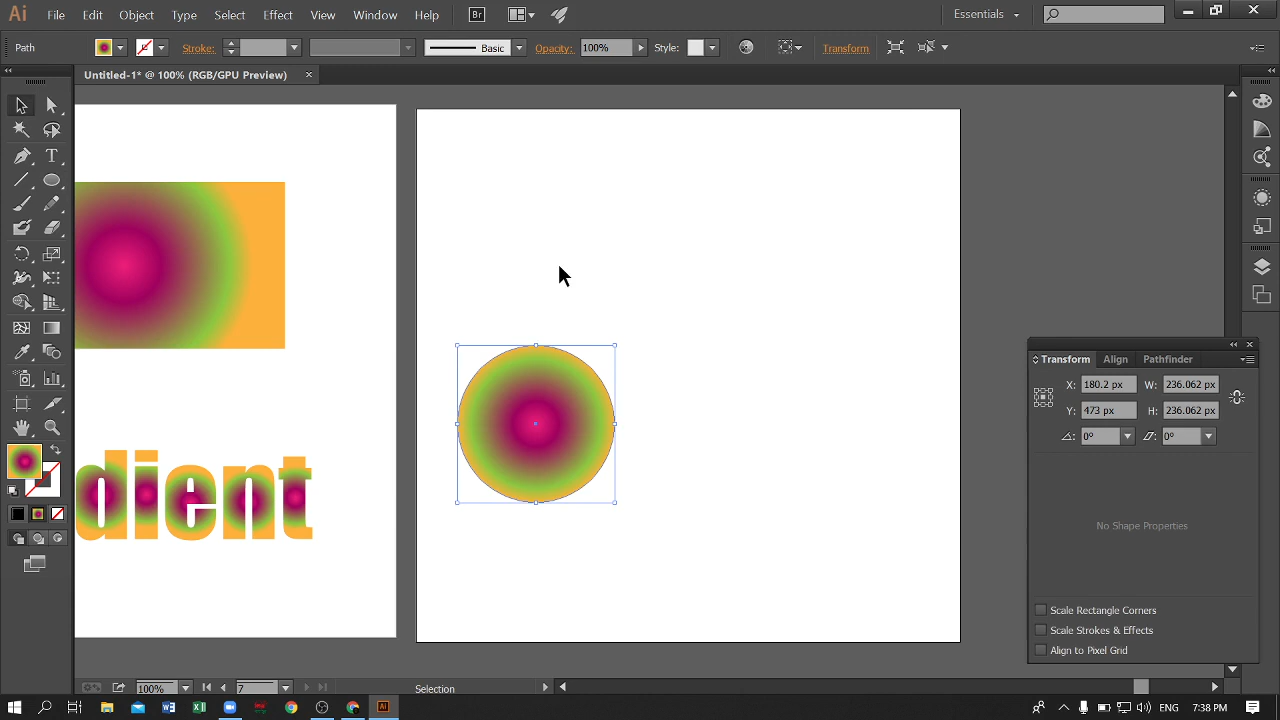 Ai File Edit Object Type Select Effect View Window Help Br Essentials
Path Stroke: Basic Opacity: 100% Style: Transform
Untitled-1* @ 100% (RGB/GPU Preview) ×
Transform Align Pathfinder
X: 180.2 px W: 236.062 px
Y: 473 px H: 236.062 px
0° 0°
dient
No Shape Properties
Scale Rectangle Corners
Scale Strokes & Effects
Align to Pixel Grid
100% 7 Selection
ENG 7:38 PM